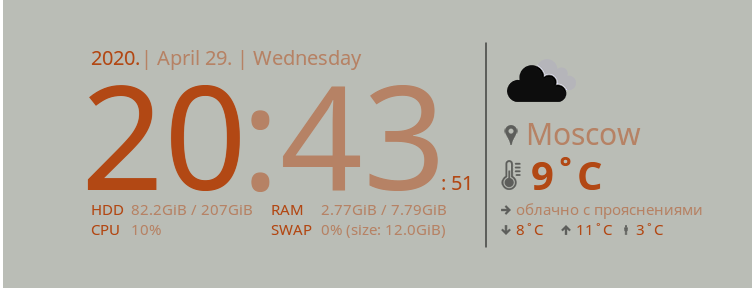 2020.| April 29. | Wednesday
20:43
: 51
HDD 82.2GiB / 207GiB RAM 2.77GiB / 7.79GiB
CPU 10% SWAP 0% (size: 12.0GiB)
Moscow
9˚C
облачно с прояснениями
8˚C 11˚C 3˚C